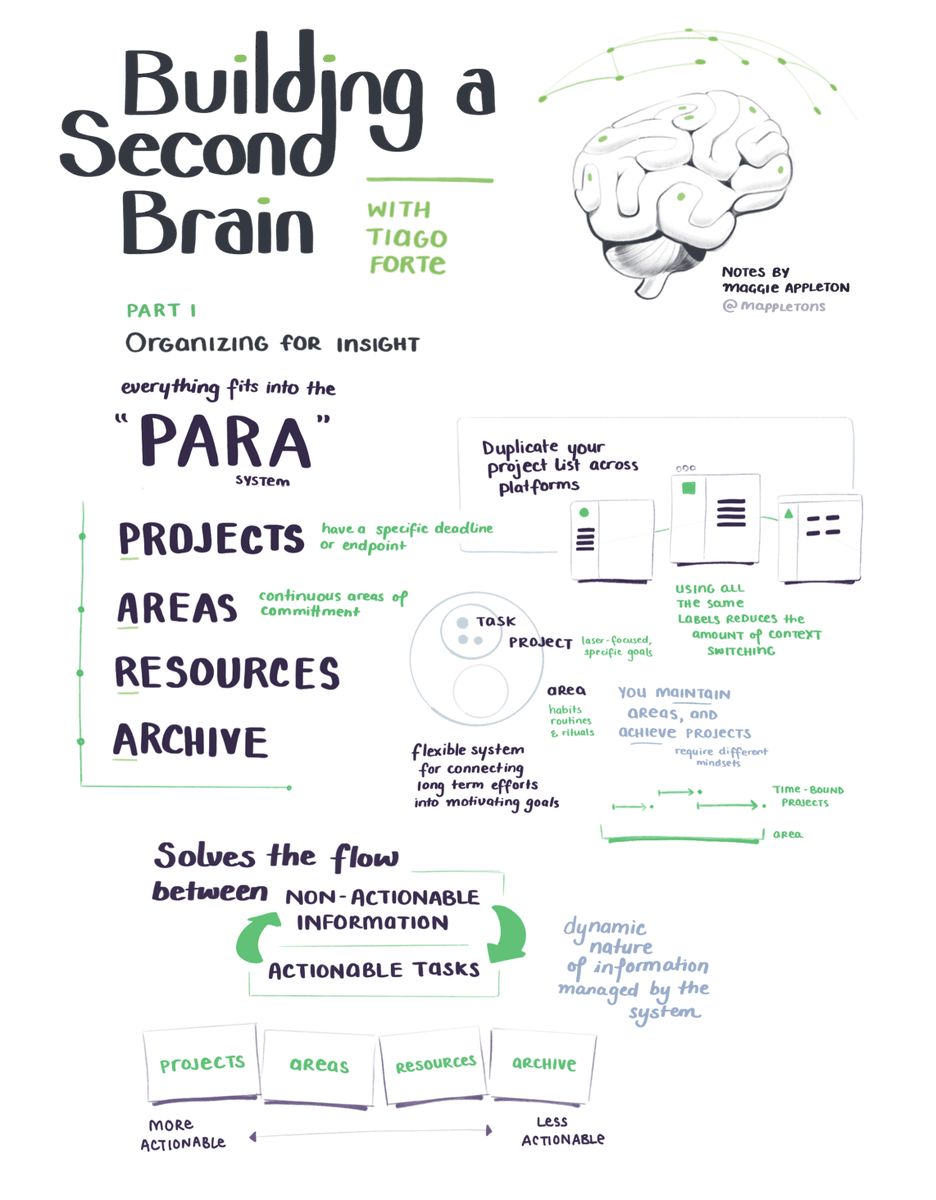 Building a
Second
Brain
WITH
TIAGO
FORTE
NOTES BY
MAGGIE APPLETON
@MAPPLETONS
PART 1
ORGANIZING FOR INSIGHT
everything fits into the
"PARA"
SYSTEM
PROJECTS
have a specific deadline
or endpoint
AREAS
continuous areas of
committment
RESOURCES
ARCHIVE
Duplicate your
project list across
platforms
USING ALL
THE SAME
LABELS REDUCES THE
AMOUNT OF CONTEXT
SWITCHING
TASK
PROJECT
laser-focused,
specific goals
AREA
habits
routines
& rituals
flexible system
for connecting
long term efforts
into motivating goals
YOU MAINTAIN
AREAS, AND
ACHIEVE PROJECTS
require different
mindsets
TIME-BOUND
PROJECTS
AREA
Solves the flow
between
NON-ACTIONABLE
INFORMATION
ACTIONABLE TASKS
dynamic
nature
of information
managed by the
system
PROJECTS
AREAS
RESOURCES
ARCHIVE
MORE
ACTIONABLE
LESS
ACTIONABLE